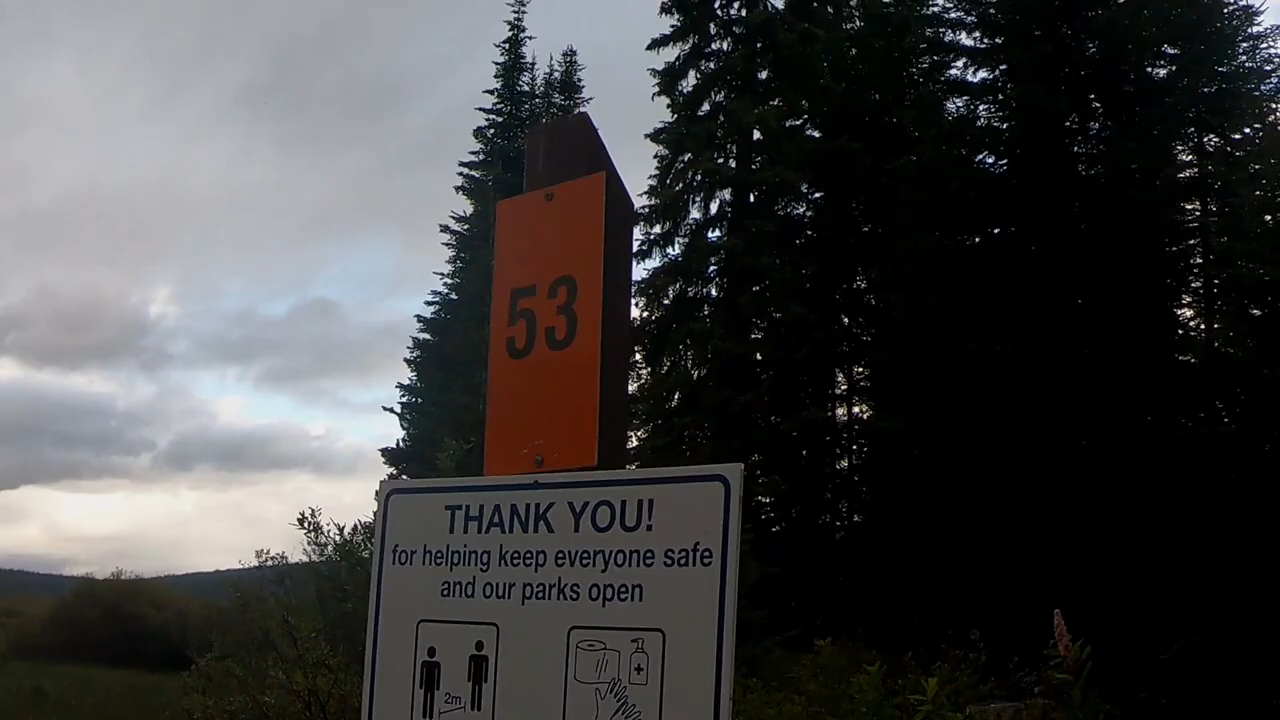 53
THANK YOU!
for helping keep everyone safe
and our parks open
2m